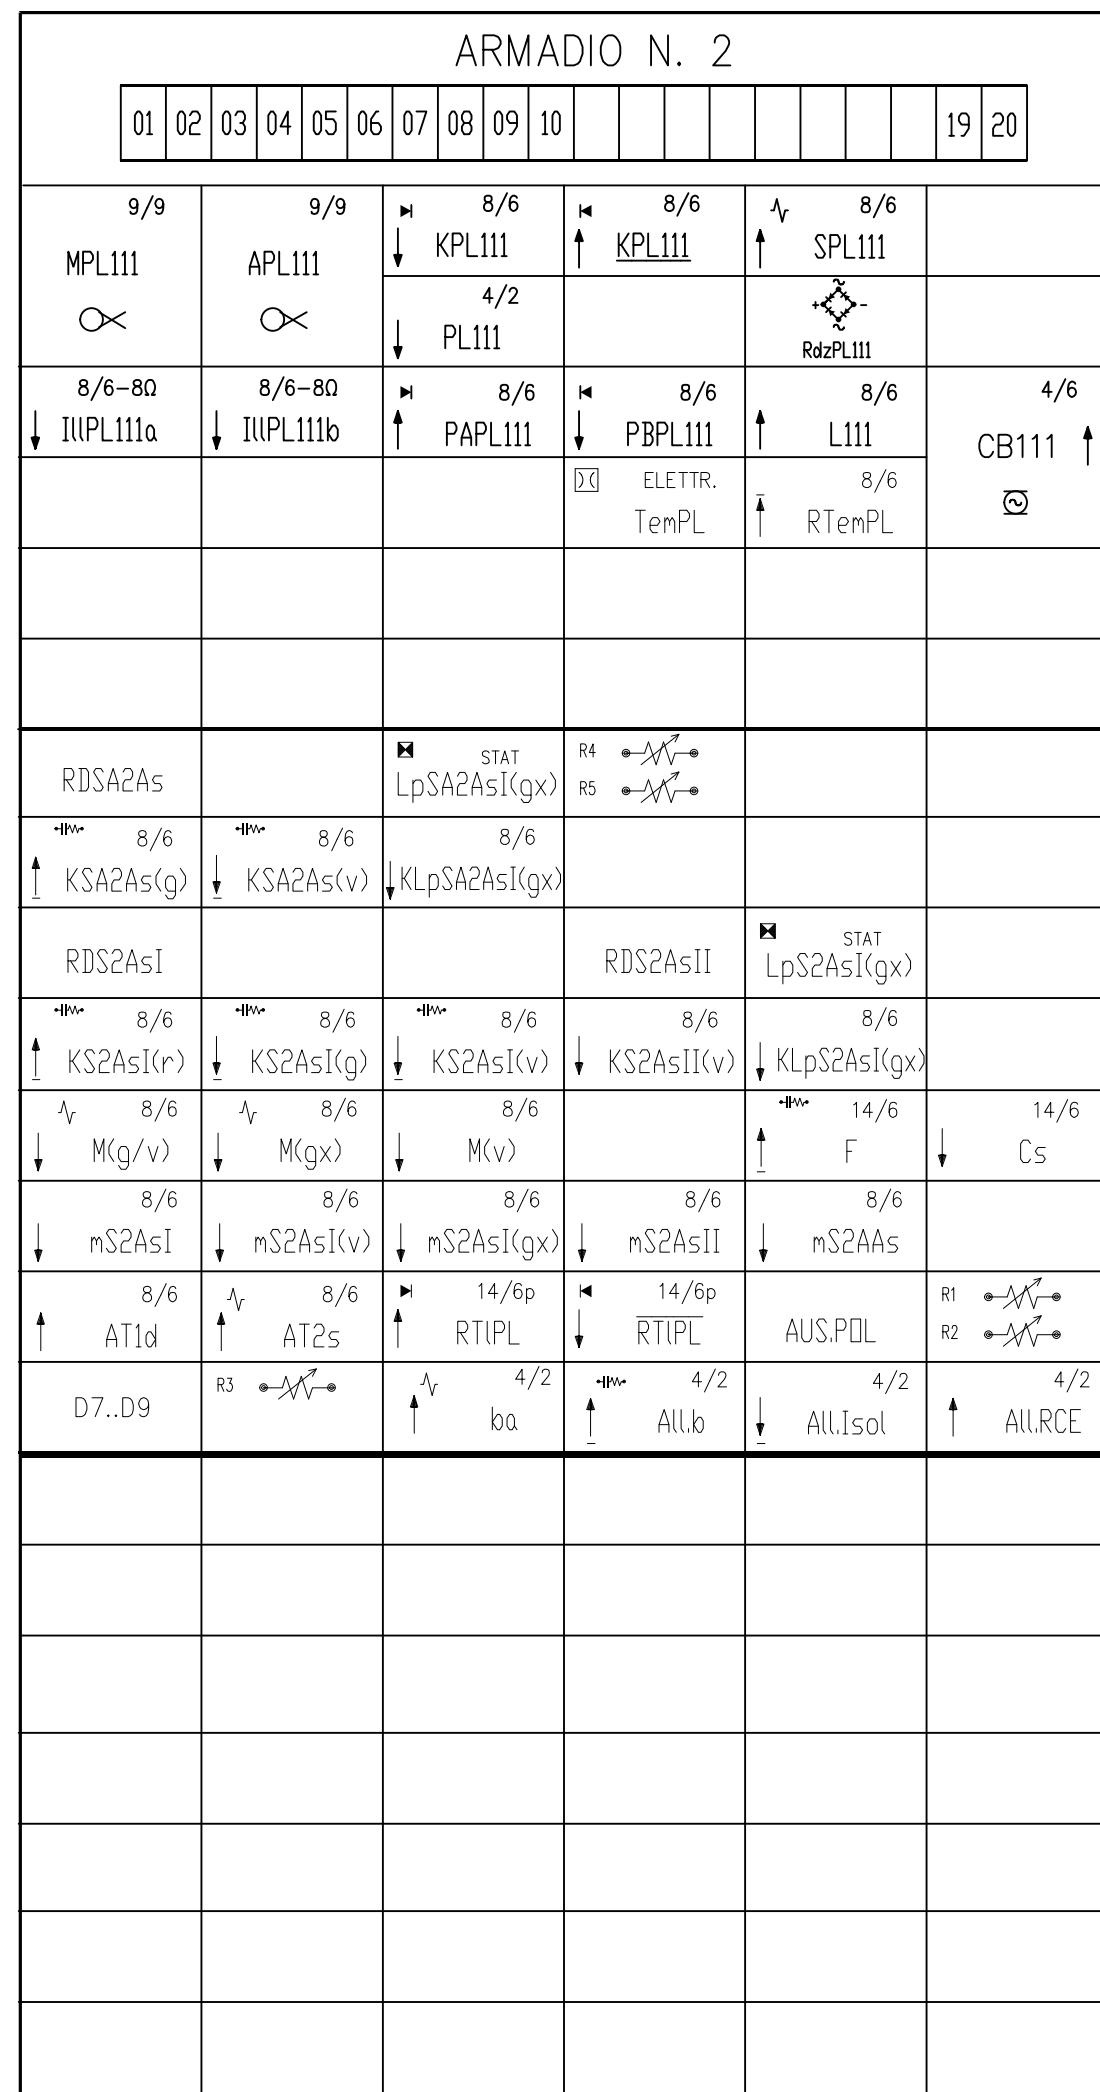 ARMADIO N. 2
01 02 03 04 05 06 07 08 09 10 19 20
9/9 9/9 8/6 8/6 8/6
MPL111 APL111 KPL111 KPL111 SPL111
4/2
PL111
+ -
RdzPL111
8/6-8Ω 8/6-8Ω 8/6 8/6 8/6 4/6
IllPL111a IllPL111b PAPL111 PBPL111 L111 CB111
ELETTR. 8/6
TemPL RTemPL
STAT R4
RDSA2As LpSA2AsI(gx) R5
8/6 8/6 8/6
KSA2As(g) KSA2As(v) KLpSA2AsI(gx)
STAT
RDS2AsI RDS2AsII LpS2AsI(gx)
8/6 8/6 8/6 8/6 8/6
KS2AsI(r) KS2AsI(g) KS2AsI(v) KS2AsII(v) KLpS2AsI(gx)
8/6 8/6 8/6 14/6 14/6
M(g/v) M(gx) M(v) F Cs
8/6 8/6 8/6 8/6 8/6
mS2AsI mS2AsI(v) mS2AsI(gx) mS2AsII mS2AAs
8/6 8/6 14/6p 14/6p R1
AT1d AT2s RTlPL RTlPL AUS.POL R2
R3 4/2 4/2 4/2 4/2
D7..D9 ba All.b All.Isol All.RCE